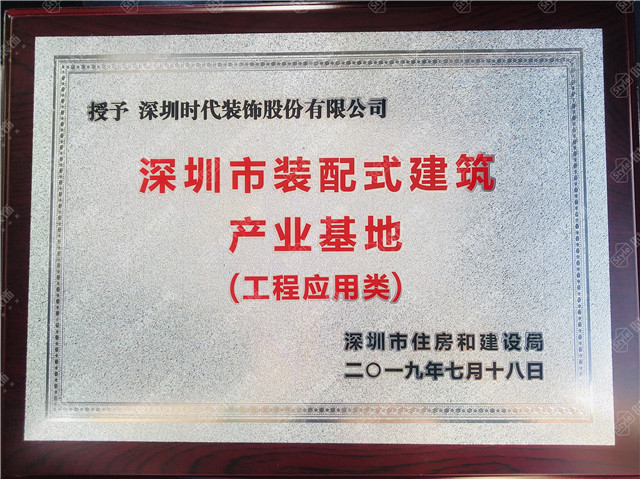 授予 深圳时代装饰股份有限公司
深圳市装配式建筑
产业基地
(工程应用类)
深圳市住房和建设局
二〇一九年七月十八日